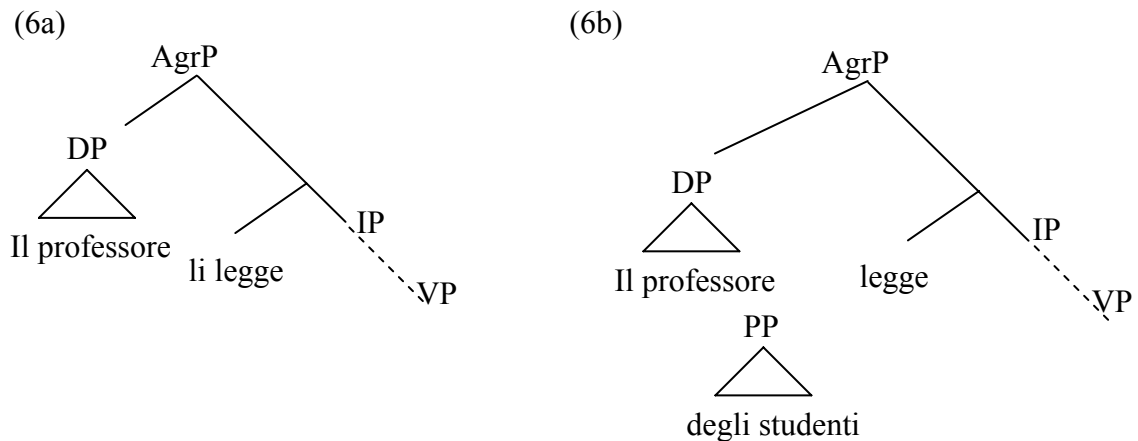 (6a) (6b)
AgrP AgrP
DP DP
IP IP
Il professore Il professore
li legge legge
VP VP
PP
degli studenti